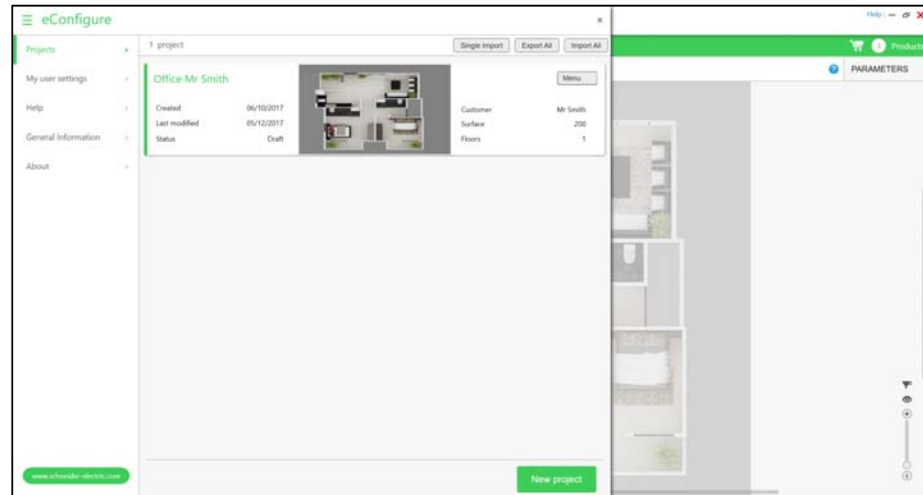 eConfigure
Help
Projects
1 project
Single Import
Export All
Import All
Products
My user settings
Office Mr Smith
Menu
PARAMETERS
Help
Created 06/10/2017
Customer Mr Smith
Last modified 05/12/2017
Surface 200
General Information
Status Draft
Floors 1
About
www.schneider-electric.com
New project